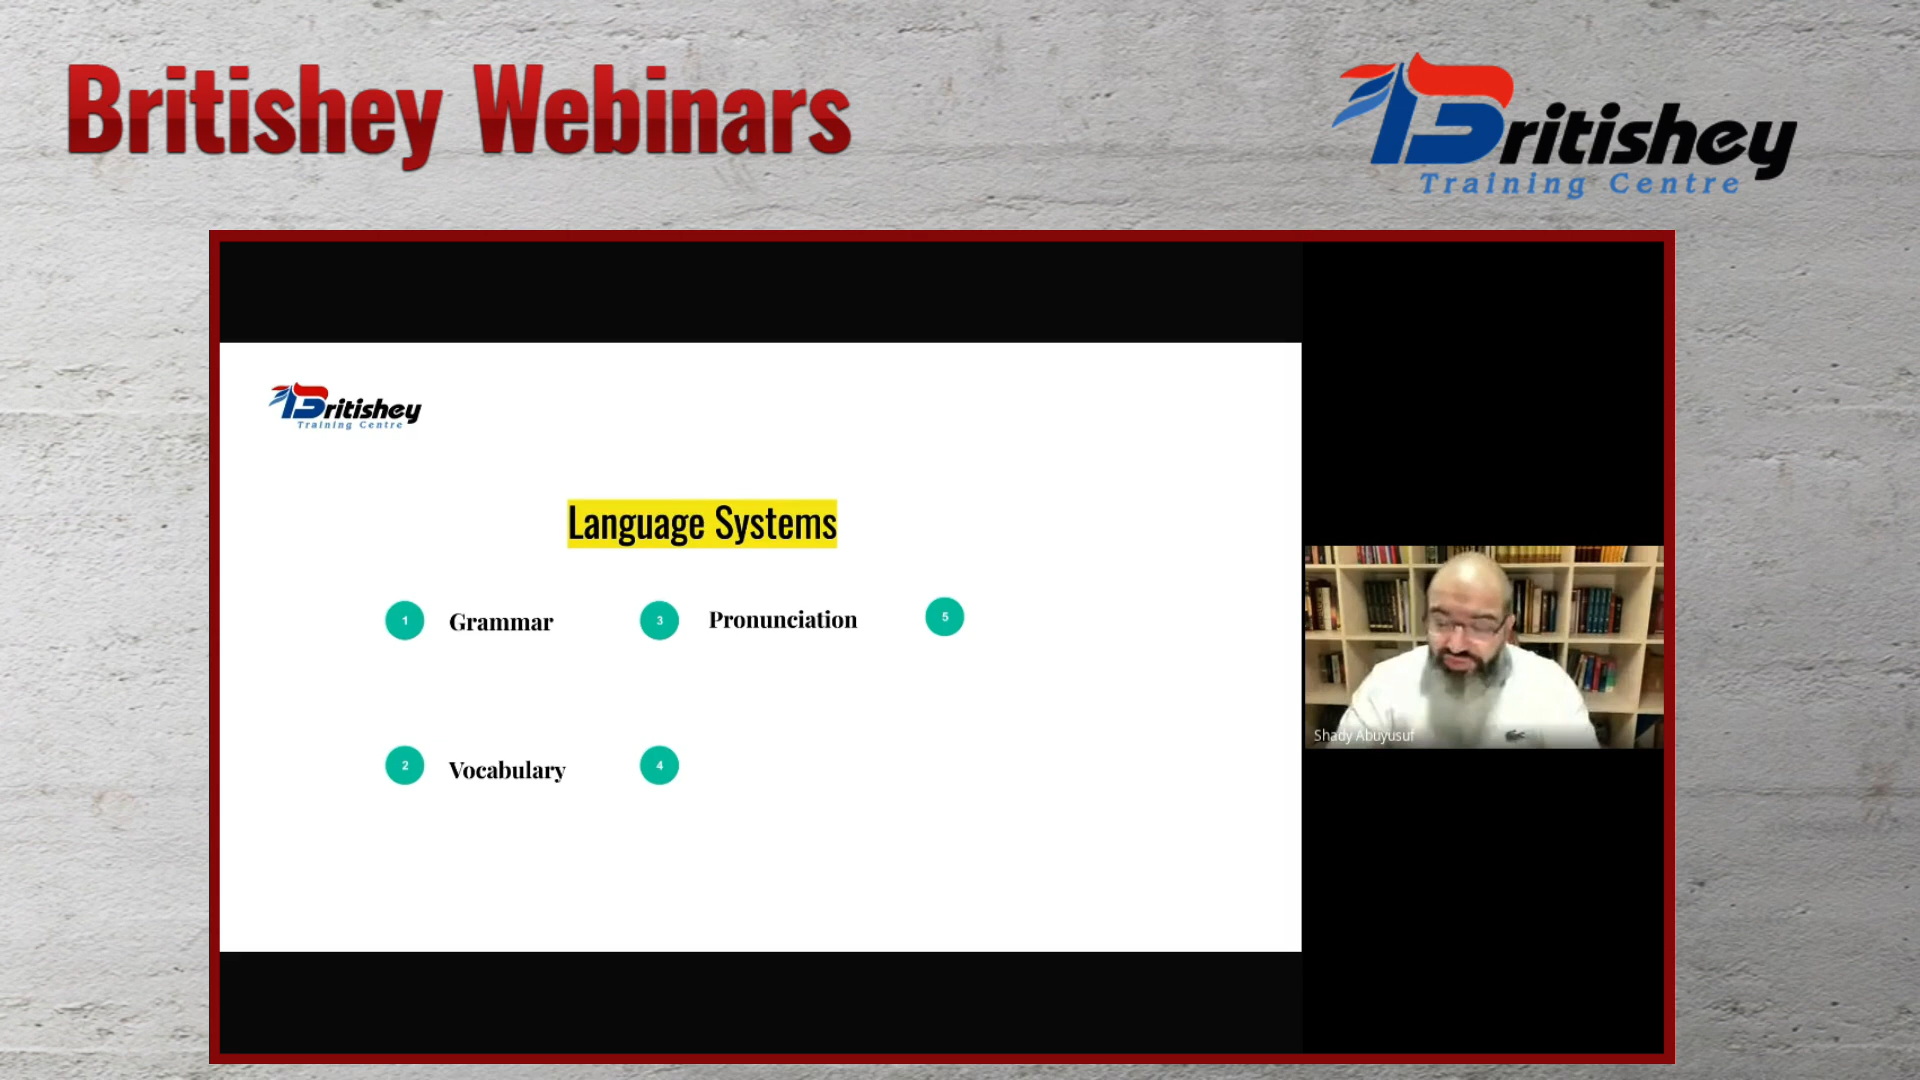 Britishey Webinars
Britishey
Training Centre
Britishey
Training Centre
Language Systems
1 Grammar
3 Pronunciation
5
2 Vocabulary
4
Shady Abuyusuf